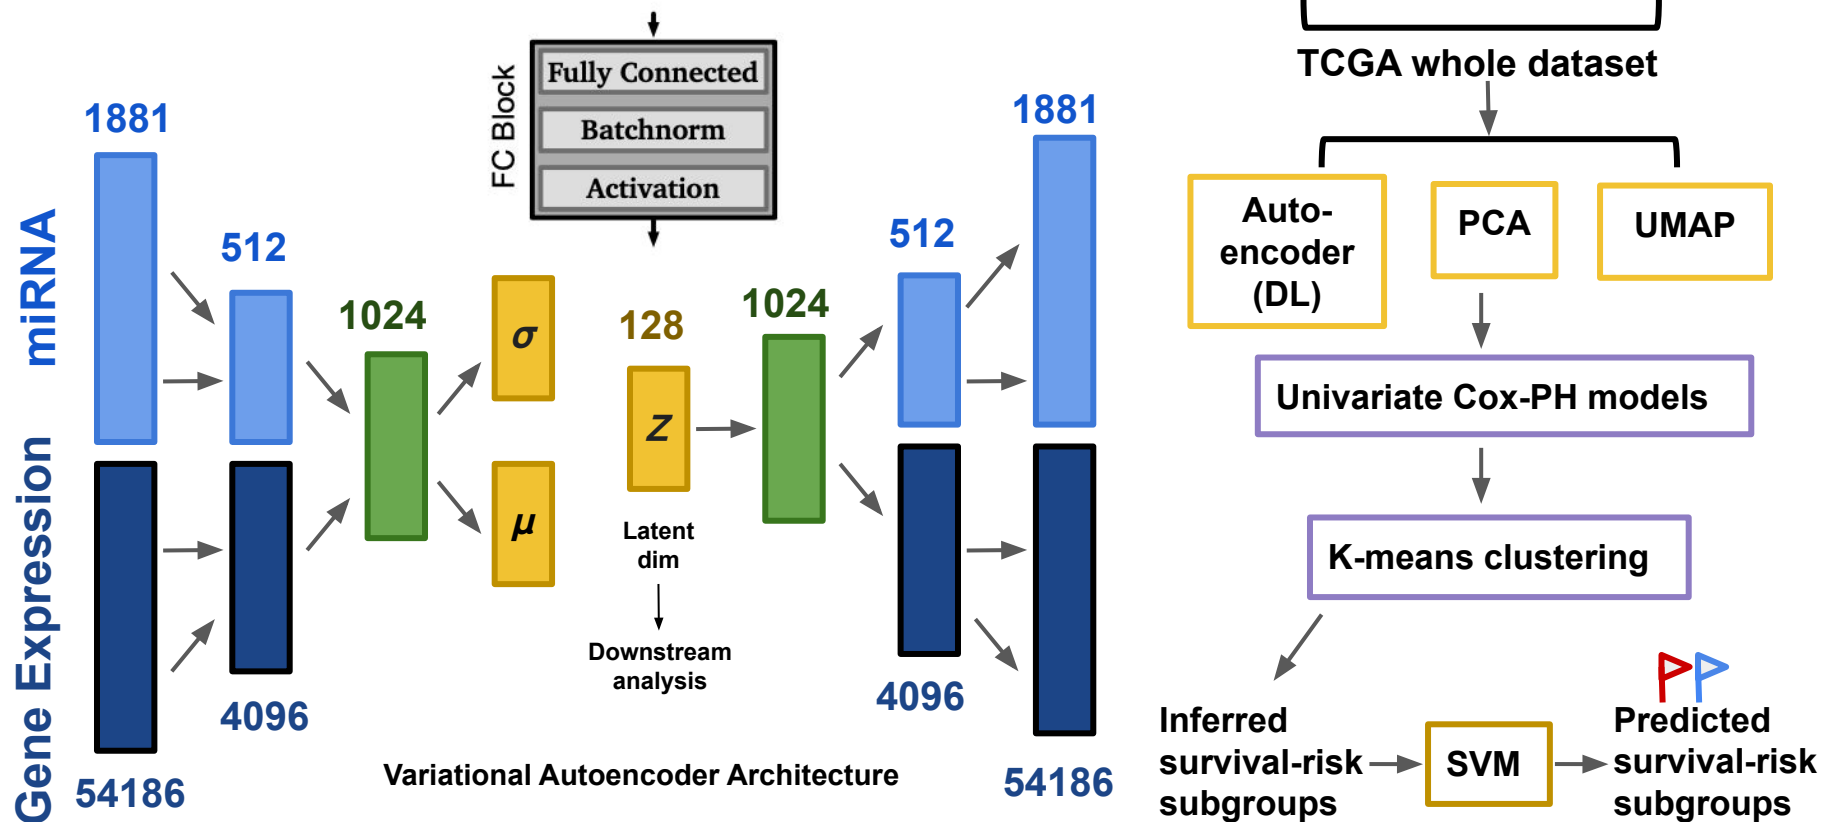 Fully Connected
Batchnorm
Activation
FC Block
miRNA
Gene Expression
1881
512
1024
54186
4096
σ
μ
128
Z
Latent
dim
Downstream
analysis
1024
512
1881
4096
54186
Variational Autoencoder Architecture
TCGA whole dataset
Auto-
encoder
(DL)
PCA
UMAP
Univariate Cox-PH models
K-means clustering
Inferred
survival-risk
subgroups
SVM
Predicted
survival-risk
subgroups